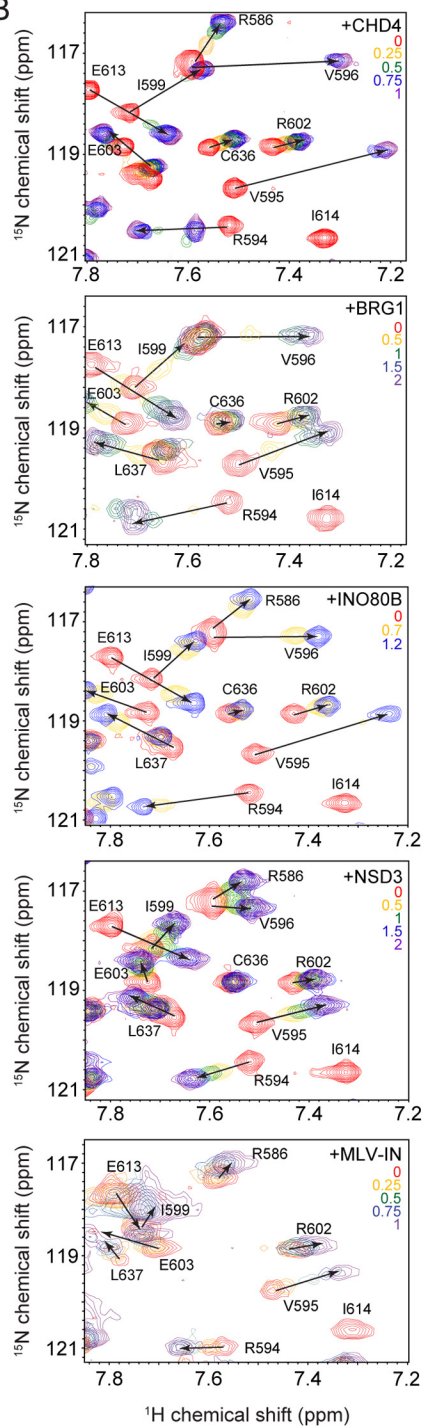 B
+CHD4
0
0.25
0.5
0.75
1
R586
E613
I599
V596
R602
E603
C636
V595
I614
R594
117
119
121
7.8 7.6 7.4 7.2
15N chemical shift (ppm)
+BRG1
0
0.5
1
1.5
2
E613
I599
V596
E603
C636
R602
L637
V595
I614
R594
117
119
121
7.8 7.6 7.4 7.2
15N chemical shift (ppm)
+INO80B
0
0.7
1.2
R586
E613
I599
V596
E603
C636
R602
L637
V595
I614
R594
117
119
121
7.8 7.6 7.4 7.2
15N chemical shift (ppm)
+NSD3
0
0.5
1
1.5
2
R586
E613
I599
V596
E603
C636
R602
L637
V595
I614
R594
117
119
121
7.8 7.6 7.4 7.2
15N chemical shift (ppm)
+MLV-IN
0
0.25
0.5
0.75
1
R586
E613
I599
R602
L637
E603
V595
I614
R594
117
119
121
7.8 7.6 7.4 7.2
15N chemical shift (ppm)
1H chemical shift (ppm)